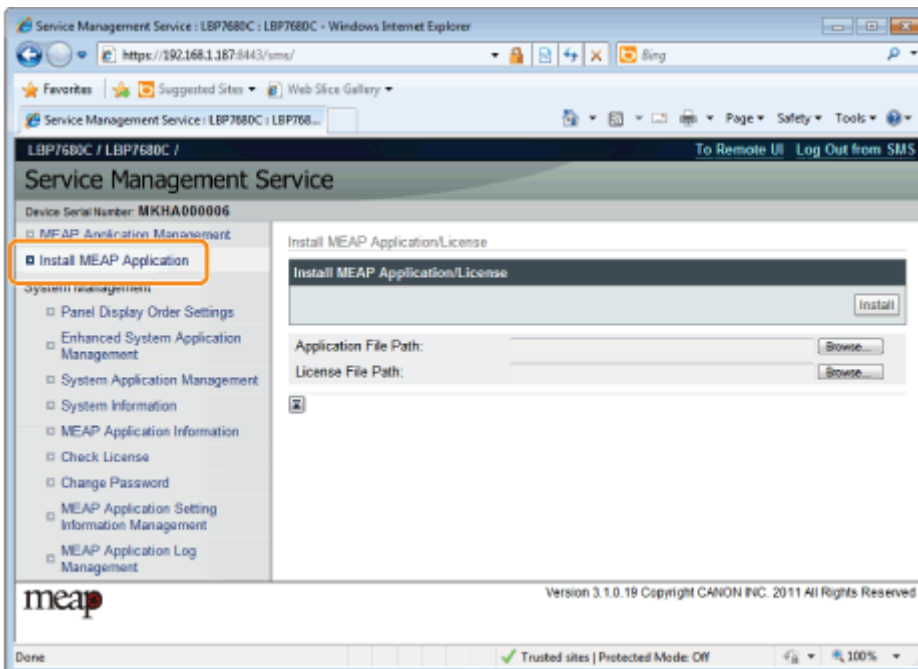 Service Management Service : LBP7680C : LBP7680C - Windows Internet Explorer
https://192.168.1.187:8443/sms/
Bing
Favorites
Suggested Sites
Web Slice Gallery
Service Management Service : LBP7680C : LBP768...
Page
Safety
Tools
LBP7680C / LBP7680C /
To Remote UI Log Out from SMS
Service Management Service
Device Serial Number: MKHA000006
MEAP Application Management
Install MEAP Application
System Management
Panel Display Order Settings
Enhanced System Application
Management
System Application Management
System Information
MEAP Application Information
Check License
Change Password
MEAP Application Setting
Information Management
MEAP Application Log
Management
Install MEAP Application/License
Install MEAP Application/License
Install
Application File Path:
Browse...
License File Path:
Browse...
meap
Version 3.1.0.19 Copyright CANON INC. 2011 All Rights Reserved
Done
Trusted sites | Protected Mode: Off
100%